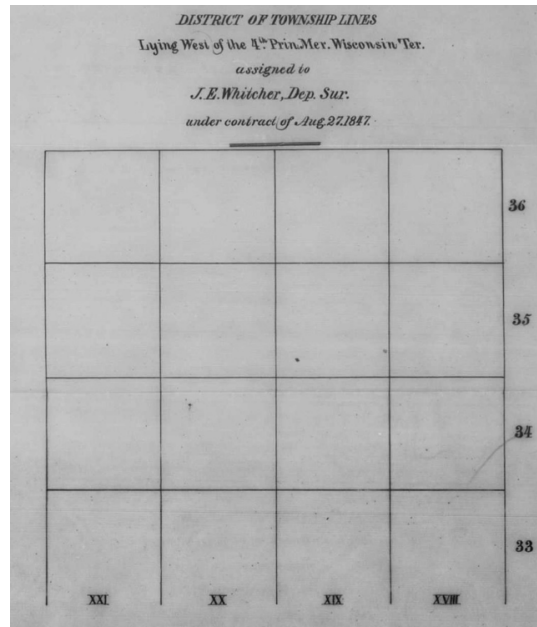 DISTRICT OF TOWNSHIP LINES
Lying West of the 4th Prin. Mer. Wisconsin Ter.
assigned to
J. E. Whitcher, Dep. Sur.
under contract of Aug. 27. 1847.
36
35
34
33
XXI XX XIX XVIII